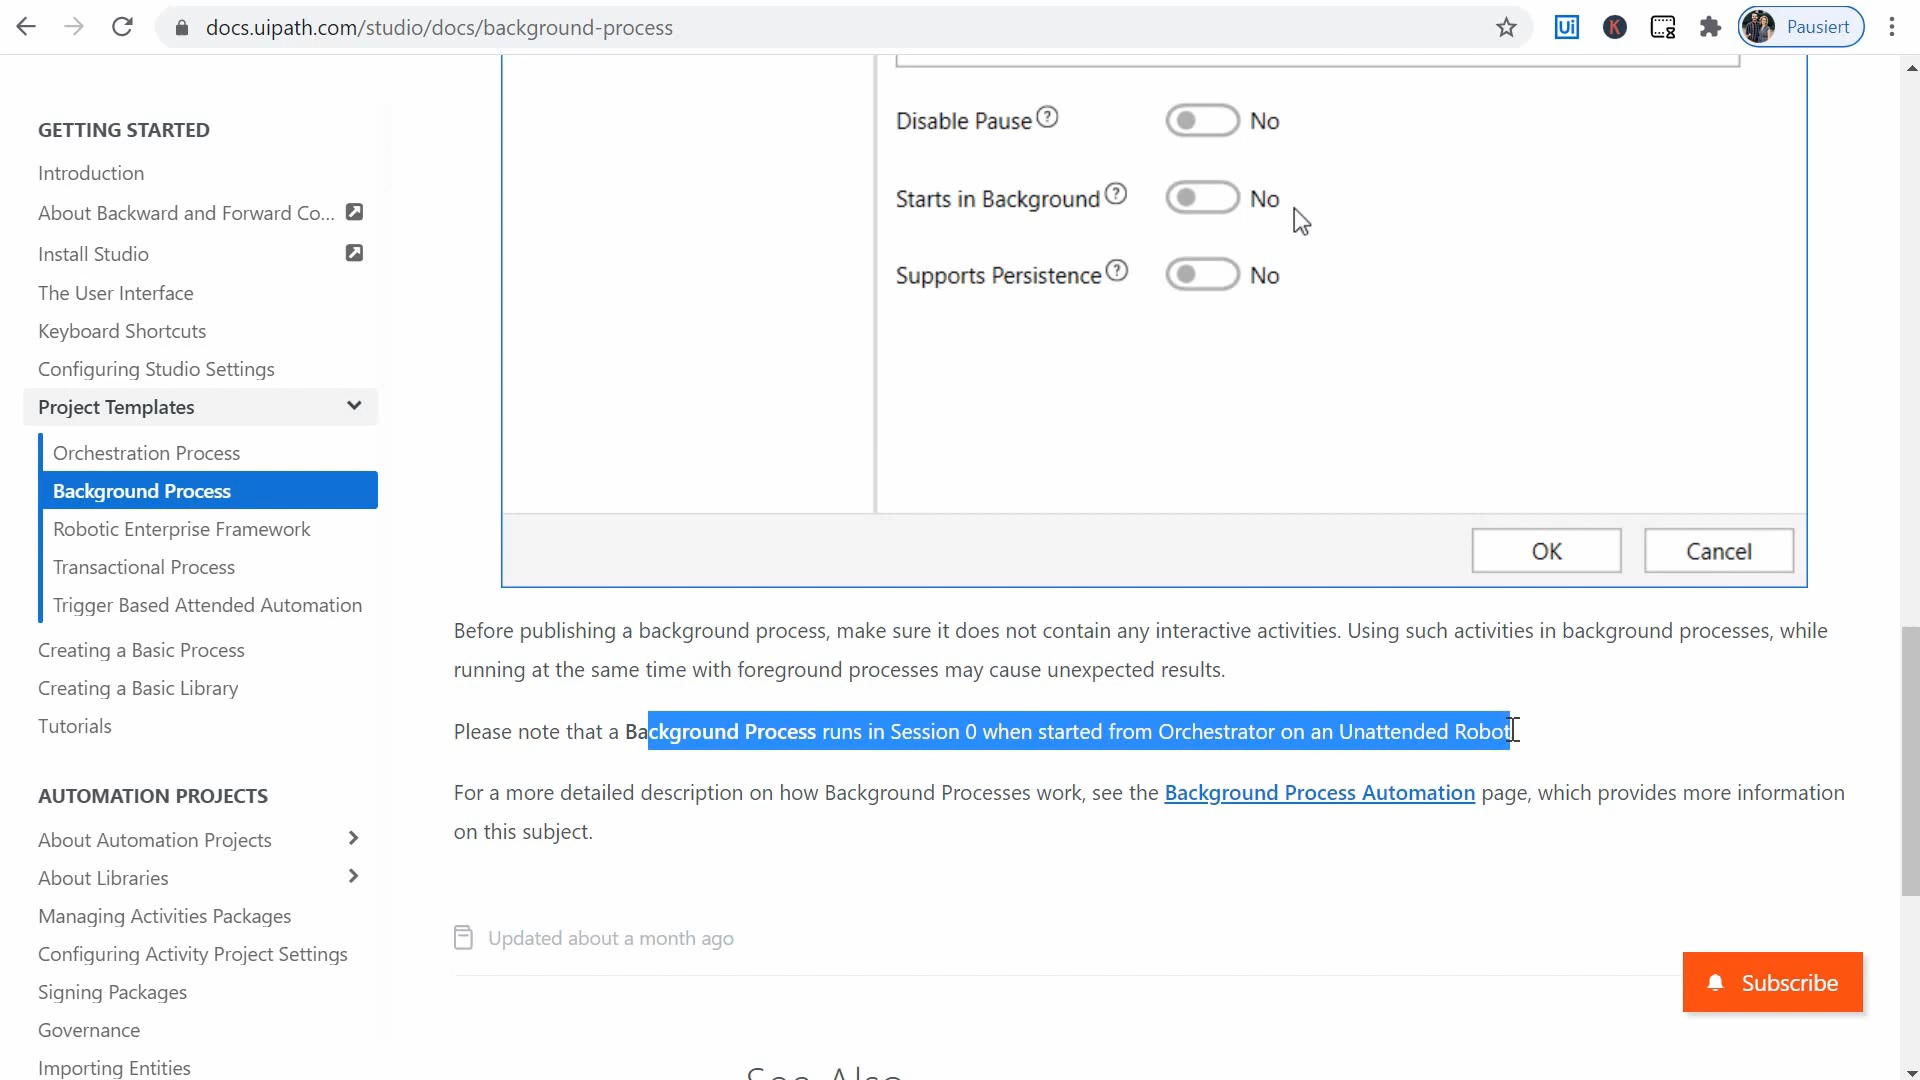 docs.uipath.com/studio/docs/background-process
Ui
K
Pausiert
GETTING STARTED
Introduction
About Backward and Forward Co...
Install Studio
The User Interface
Keyboard Shortcuts
Configuring Studio Settings
Project Templates
Orchestration Process
Background Process
Robotic Enterprise Framework
Transactional Process
Trigger Based Attended Automation
Creating a Basic Process
Creating a Basic Library
Tutorials
AUTOMATION PROJECTS
About Automation Projects
About Libraries
Managing Activities Packages
Configuring Activity Project Settings
Signing Packages
Governance
Importing Entities
Disable Pause ? No
Starts in Background ? No
Supports Persistence ? No
OK Cancel
Before publishing a background process, make sure it does not contain any interactive activities. Using such activities in background processes, while
running at the same time with foreground processes may cause unexpected results.
Please note that a Background Process runs in Session 0 when started from Orchestrator on an Unattended Robot
For a more detailed description on how Background Processes work, see the Background Process Automation page, which provides more information
on this subject.
Updated about a month ago
Subscribe
See Also